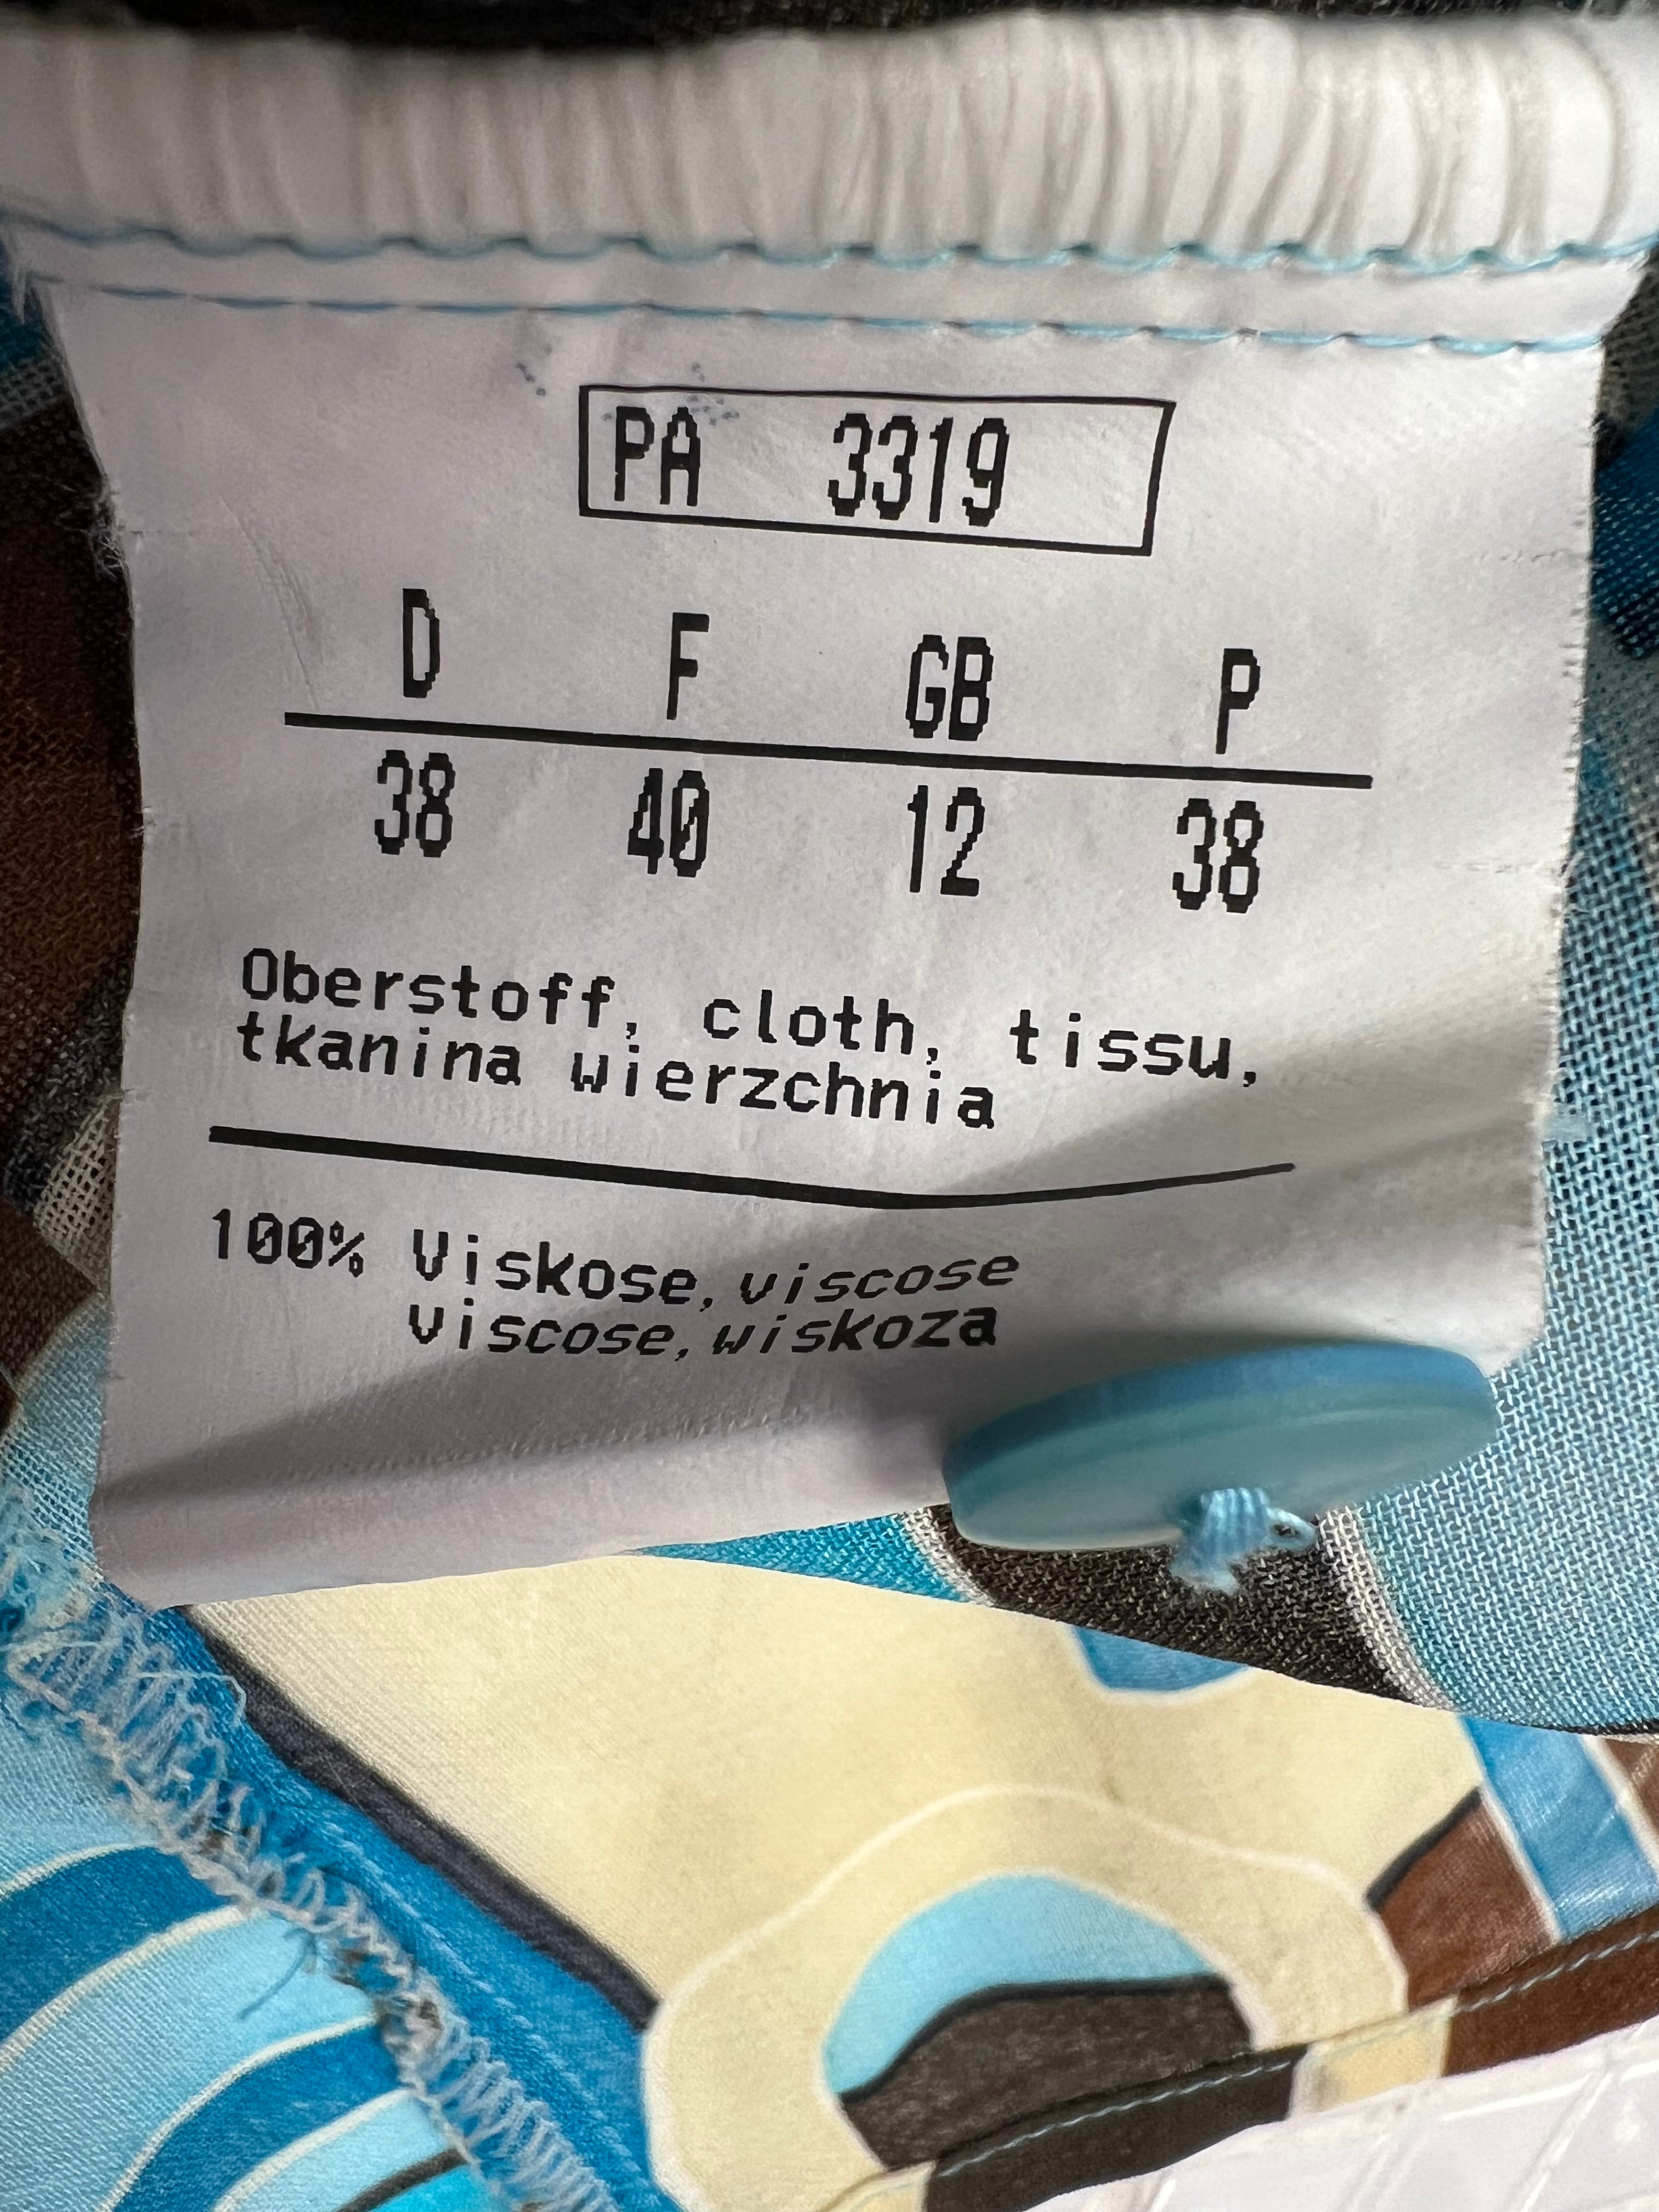 PA 3319
D F GB P
38 40 12 38
Oberstoff, cloth, tissu,
tkanina wierzchnia
100% Viskose, viscose
viscose, wiskoza